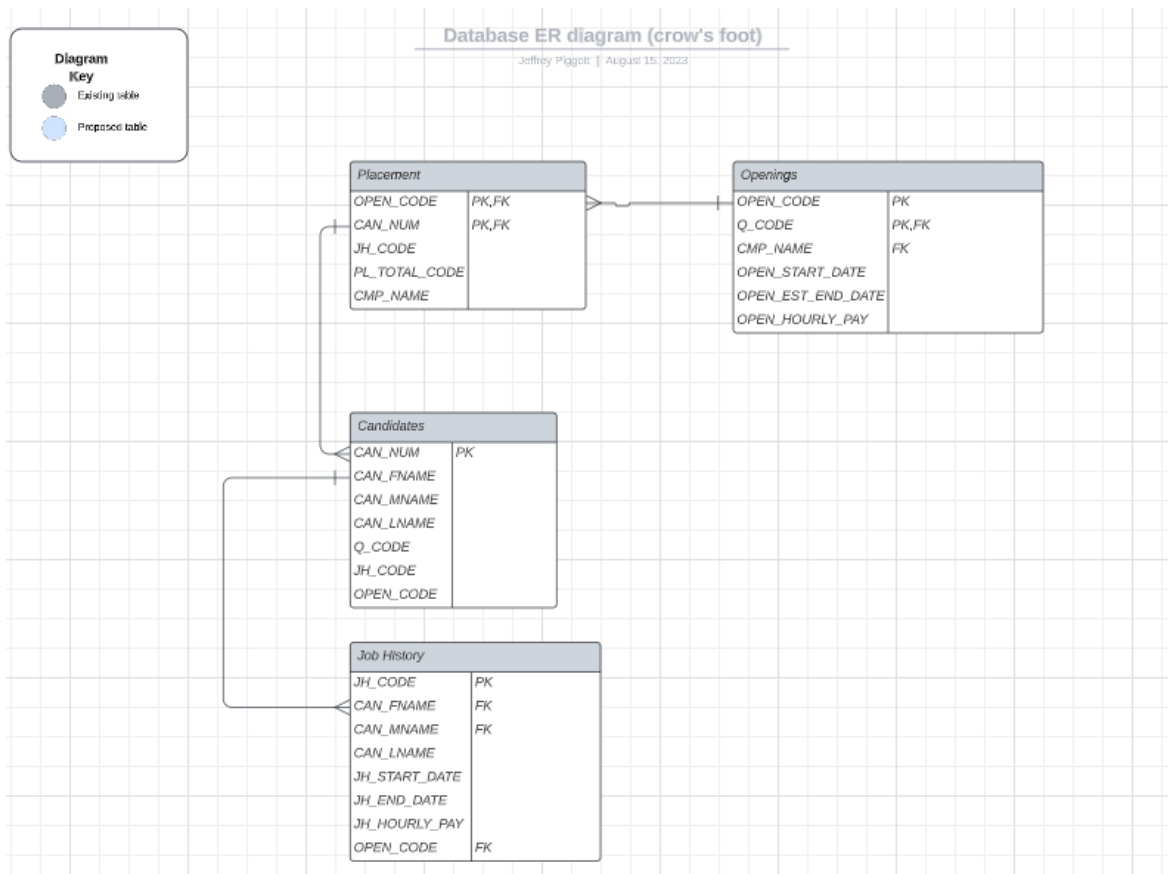 Database ER diagram (crow's foot)
Jeffrey Piggott | August 15, 2023
Diagram
Key
Existing table
Proposed table
Placement
OPEN_CODE PK,FK
CAN_NUM PK,FK
JH_CODE
PL_TOTAL_CODE
CMP_NAME
Openings
OPEN_CODE PK
Q_CODE PK,FK
CMP_NAME FK
OPEN_START_DATE
OPEN_EST_END_DATE
OPEN_HOURLY_PAY
Candidates
CAN_NUM PK
CAN_FNAME
CAN_MNAME
CAN_LNAME
Q_CODE
JH_CODE
OPEN_CODE
Job History
JH_CODE PK
CAN_FNAME FK
CAN_MNAME FK
CAN_LNAME
JH_START_DATE
JH_END_DATE
JH_HOURLY_PAY
OPEN_CODE FK